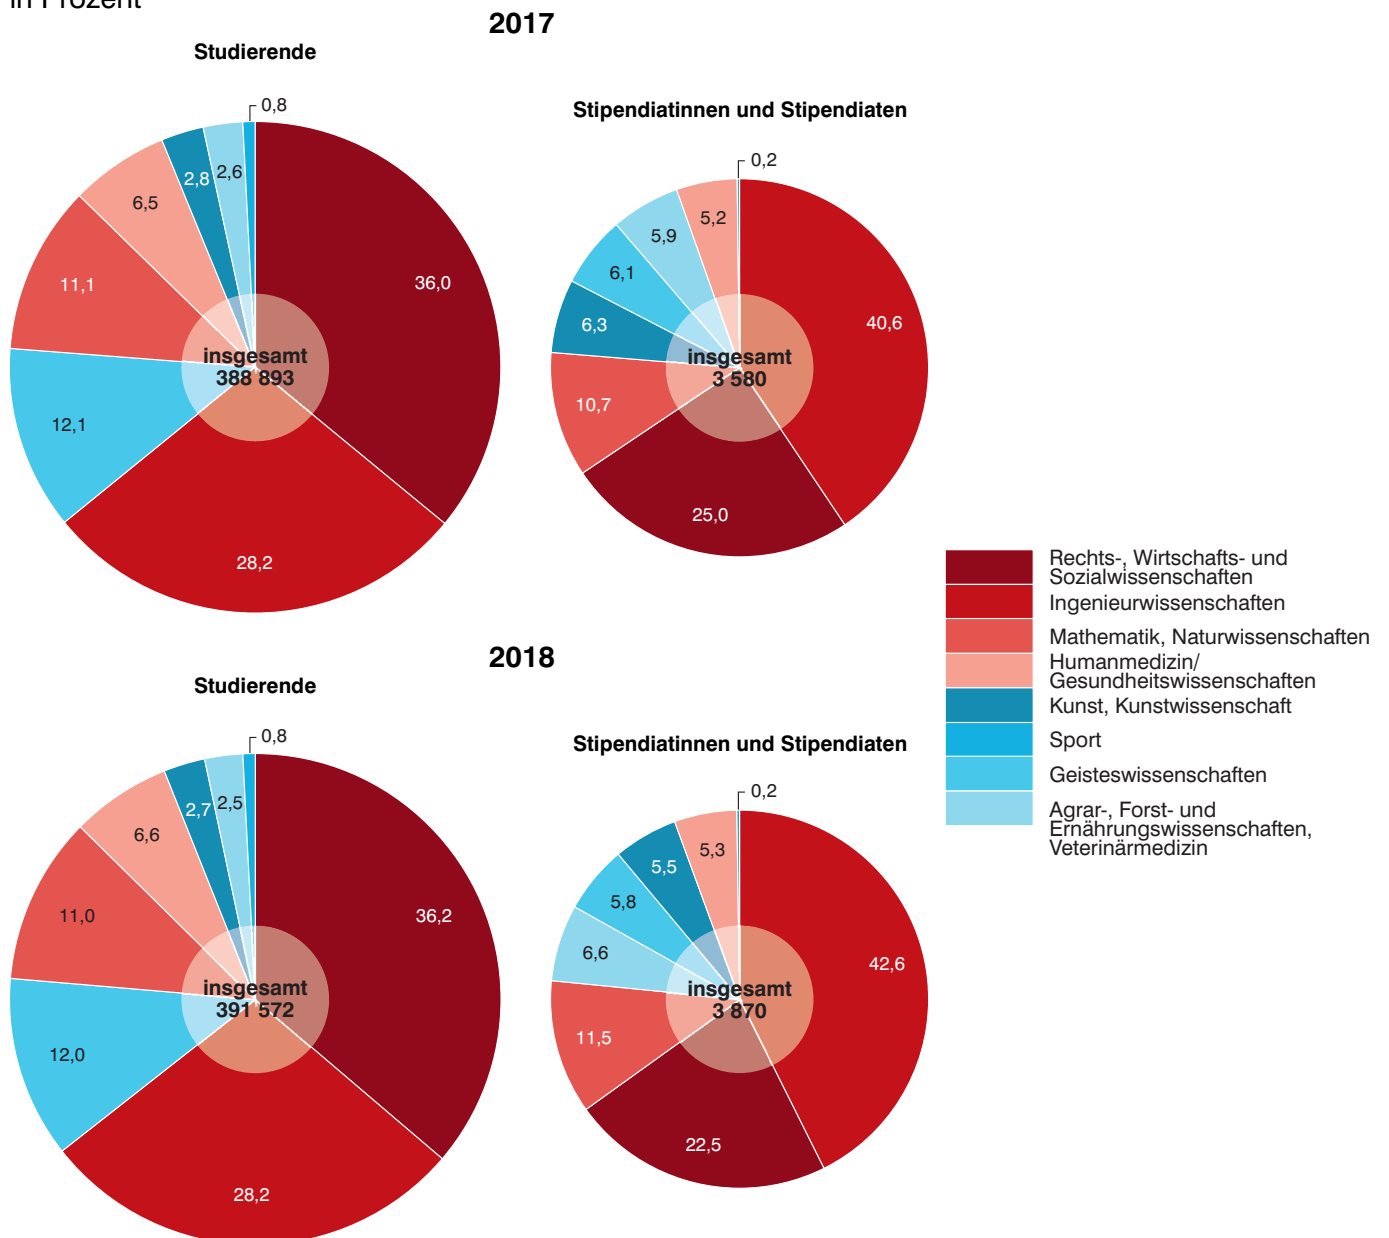 in Prozent
2017
Studierende
0,8
2,6
2,8
6,5
11,1
12,1
28,2
36,0
insgesamt
388 893
Stipendiatinnen und Stipendiaten
0,2
5,2
5,9
6,1
6,3
10,7
25,0
40,6
insgesamt
3 580
2018
Studierende
0,8
2,5
2,7
6,6
11,0
12,0
28,2
36,2
insgesamt
391 572
Stipendiatinnen und Stipendiaten
0,2
5,3
5,5
5,8
6,6
11,5
22,5
42,6
insgesamt
3 870
Rechts-, Wirtschafts- und
Sozialwissenschaften
Ingenieurwissenschaften
Mathematik, Naturwissenschaften
Humanmedizin/
Gesundheitswissenschaften
Kunst, Kunstwissenschaft
Sport
Geisteswissenschaften
Agrar-, Forst- und
Ernährungswissenschaften,
Veterinärmedizin